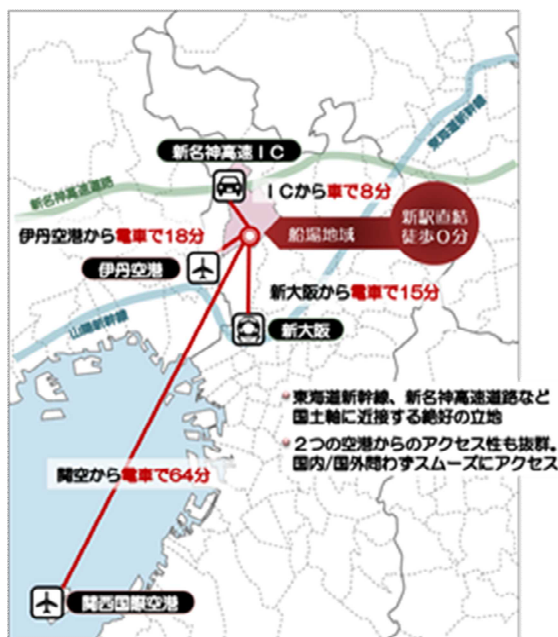 東海道新幹線
新名神高速IC
新名神高速道路
ICから車で8分
新駅直結
徒歩0分
船場地域
伊丹空港から電車で18分
伊丹空港
新大阪から電車で15分
山陽新幹線
新大阪
東海道新幹線、新名神高速道路など
国土軸に近接する絶好の立地
2つの空港からのアクセス性も抜群。
国内/国外問わずスムーズにアクセス
関空から電車で64分
関西国際空港